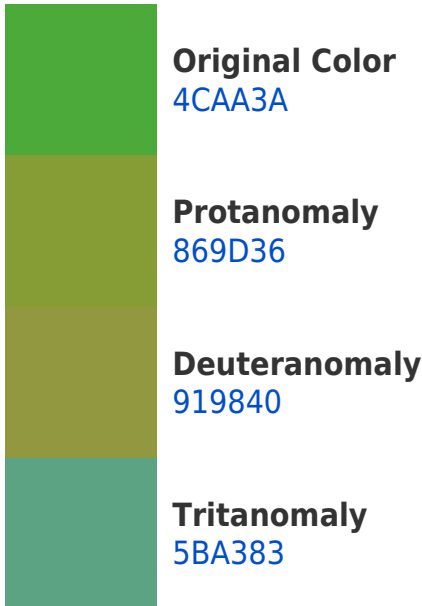 Original Color
4CAA3A
Protanomaly
869D36
Deuteranomaly
919840
Tritanomaly
5BA383